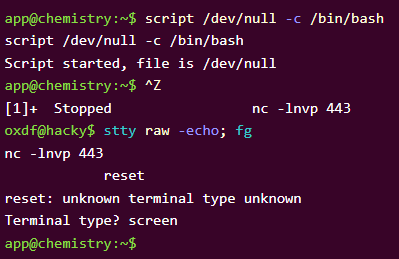 app@chemistry:~$ script /dev/null -c /bin/bash
script /dev/null -c /bin/bash
Script started, file is /dev/null
app@chemistry:~$ ^Z
[1]+  Stopped                 nc -lnvp 443
oxdf@hacky$ stty raw -echo; fg
nc -lnvp 443
            reset
reset: unknown terminal type unknown
Terminal type? screen
app@chemistry:~$